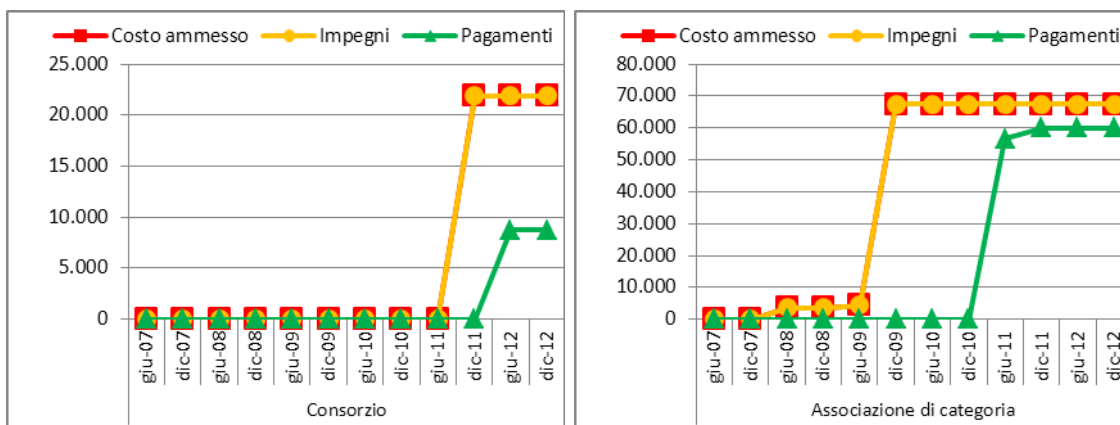 Costo ammesso Impegni Pagamenti
25.000
20.000
15.000
10.000
5.000
0
giu-07 dic-07 giu-08 dic-08 giu-09 dic-09 giu-10 dic-10 giu-11 dic-11 giu-12 dic-12
Consorzio
Costo ammesso Impegni Pagamenti
80.000
70.000
60.000
50.000
40.000
30.000
20.000
10.000
0
giu-07 dic-07 giu-08 dic-08 giu-09 dic-09 giu-10 dic-10 giu-11 dic-11 giu-12 dic-12
Associazione di categoria